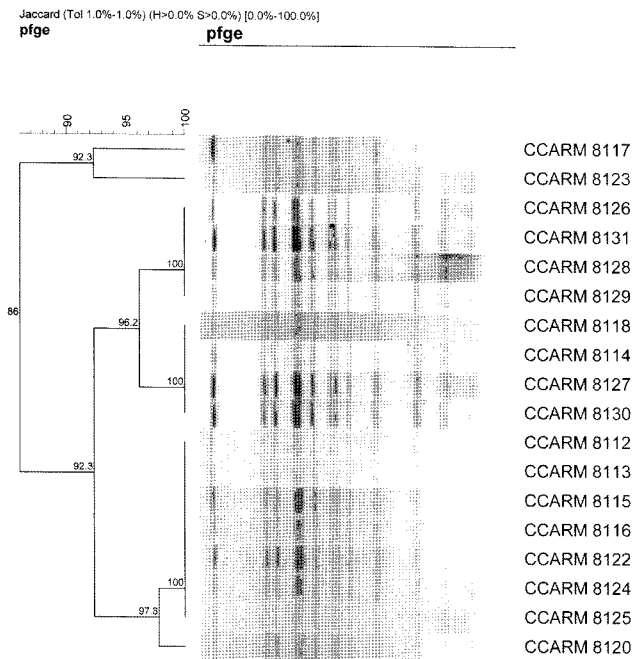 Jaccard (Tol 1.0%-1.0%) (H>0.0% S>0.0%) [0.0%-100.0%]
pfge pfge
90 95 100
CCARM 8117
92.3
CCARM 8123
CCARM 8126
CCARM 8131
100 CCARM 8128
CCARM 8129
86 96.2 CCARM 8118
CCARM 8114
100 CCARM 8127
CCARM 8130
CCARM 8112
92.3 CCARM 8113
CCARM 8115
CCARM 8116
CCARM 8122
100 CCARM 8124
CCARM 8125
CCARM 8120